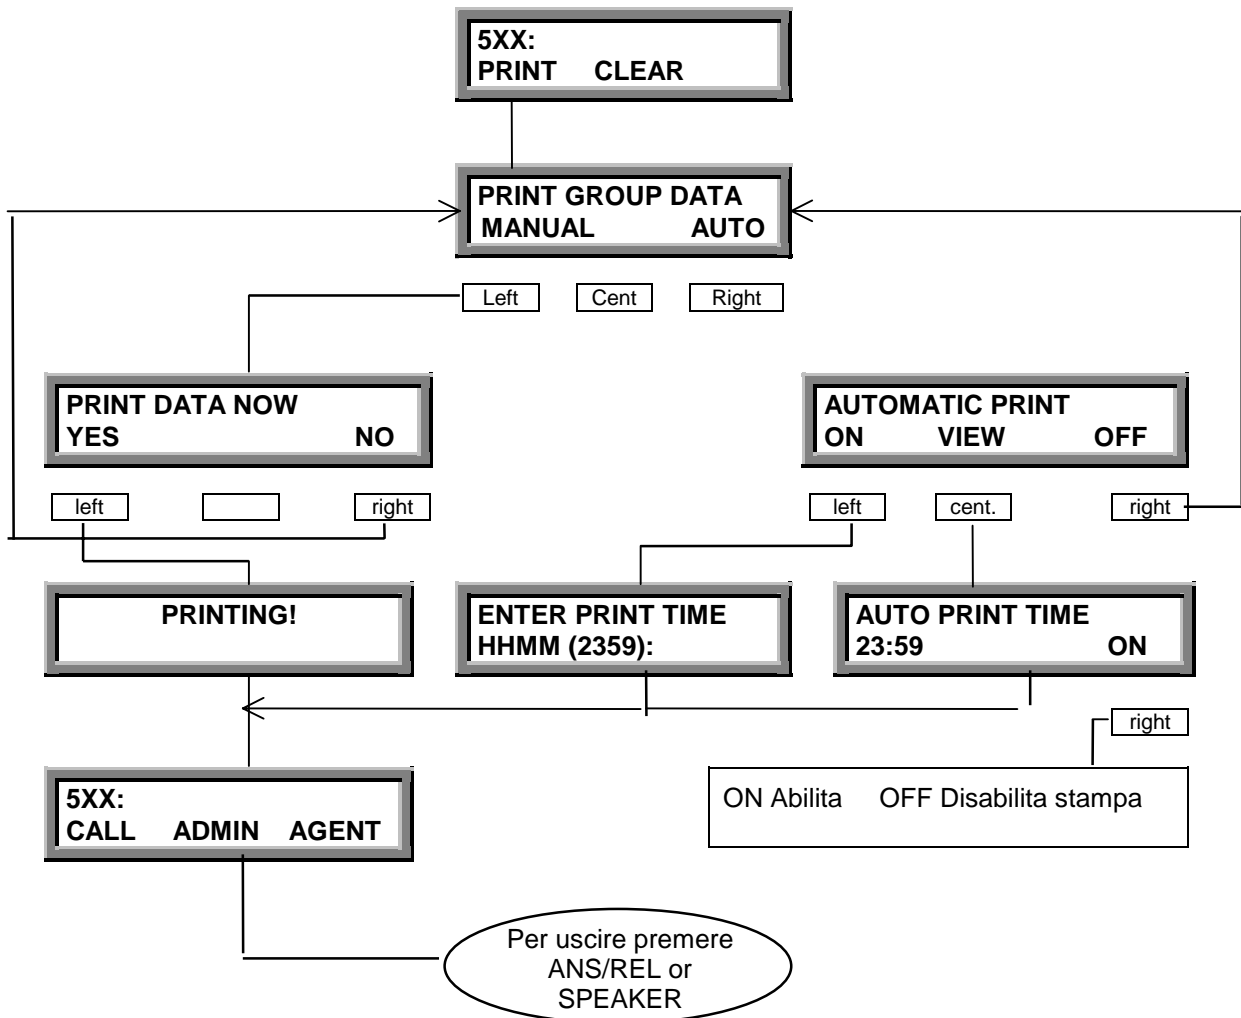 5XX:
PRINT CLEAR
PRINT GROUP DATA
MANUAL AUTO
Left Cent Right
PRINT DATA NOW
YES NO
AUTOMATIC PRINT
ON VIEW OFF
left right
left cent. right
PRINTING!
ENTER PRINT TIME
HHMM (2359):
AUTO PRINT TIME
23:59 ON
right
ON Abilita OFF Disabilita stampa
5XX:
CALL ADMIN AGENT
Per uscire premere
ANS/REL or
SPEAKER